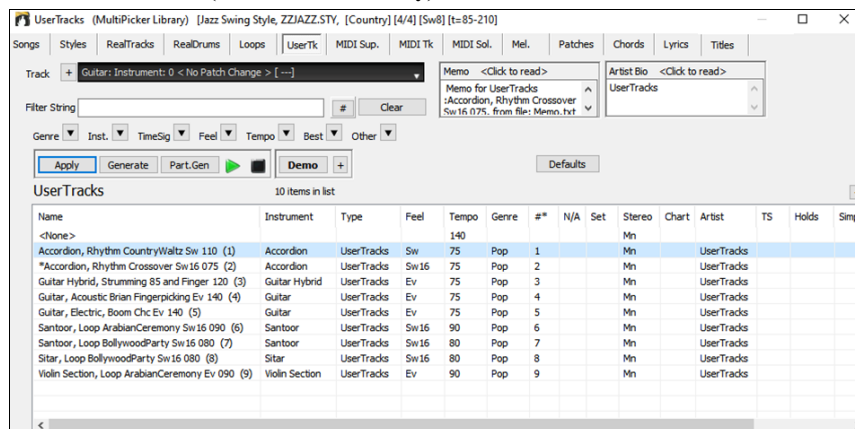 UserTracks (MultiPicker Library) [Jazz Swing Style, ZZJAZZ.STY, [Country] [4/4] [Sw8] [t=85-210]
Songs Styles RealTracks RealDrums Loops UserTk MIDI Sup. MIDI Tk MIDI Sol. Mel. Patches Chords Lyrics Titles
Track + Guitar: Instrument: 0 < No Patch Change > [ ---]
Memo <Click to read>
Memo for UserTracks
:Accordion, Rhythm Crossover
Sw16 075, from file: Memo.txt
Artist Bio <Click to read>
UserTracks
Filter String # Clear
Genre Inst. TimeSig Feel Tempo Best Other
Apply Generate Part.Gen Demo + Defaults
UserTracks 10 items in list
Name Instrument Type Feel Tempo Genre #* N/A Set Stereo Chart Artist TS Holds
<None> 140 Mn
Accordion, Rhythm CountryWaltz Sw 110 (1) Accordion UserTracks Sw 75 Pop 1 Mn UserTracks
*Accordion, Rhythm Crossover Sw16 075 (2) Accordion UserTracks Sw16 75 Pop 2 Mn UserTracks
Guitar Hybrid, Strumming 85 and Finger 120 (3) Guitar Hybrid UserTracks Ev 75 Pop 3 Mn UserTracks
Guitar, Acoustic Brian Fingerpicking Ev 140 (4) Guitar UserTracks Ev 75 Pop 4 Mn UserTracks
Guitar, Electric, Boom Chc Ev 140 (5) Guitar UserTracks Ev 75 Pop 5 Mn UserTracks
Santoor, Loop ArabianCeremony Sw16 090 (6) Santoor UserTracks Sw16 90 Pop 6 Mn UserTracks
Santoor, Loop BollywoodParty Sw16 080 (7) Santoor UserTracks Sw16 80 Pop 7 Mn UserTracks
Sitar, Loop BollywoodParty Sw16 080 (8) Sitar UserTracks Sw16 80 Pop 8 Mn UserTracks
Violin Section, Loop ArabianCeremony Ev 090 (9) Violin Section UserTracks Ev 90 Pop 9 Mn UserTracks